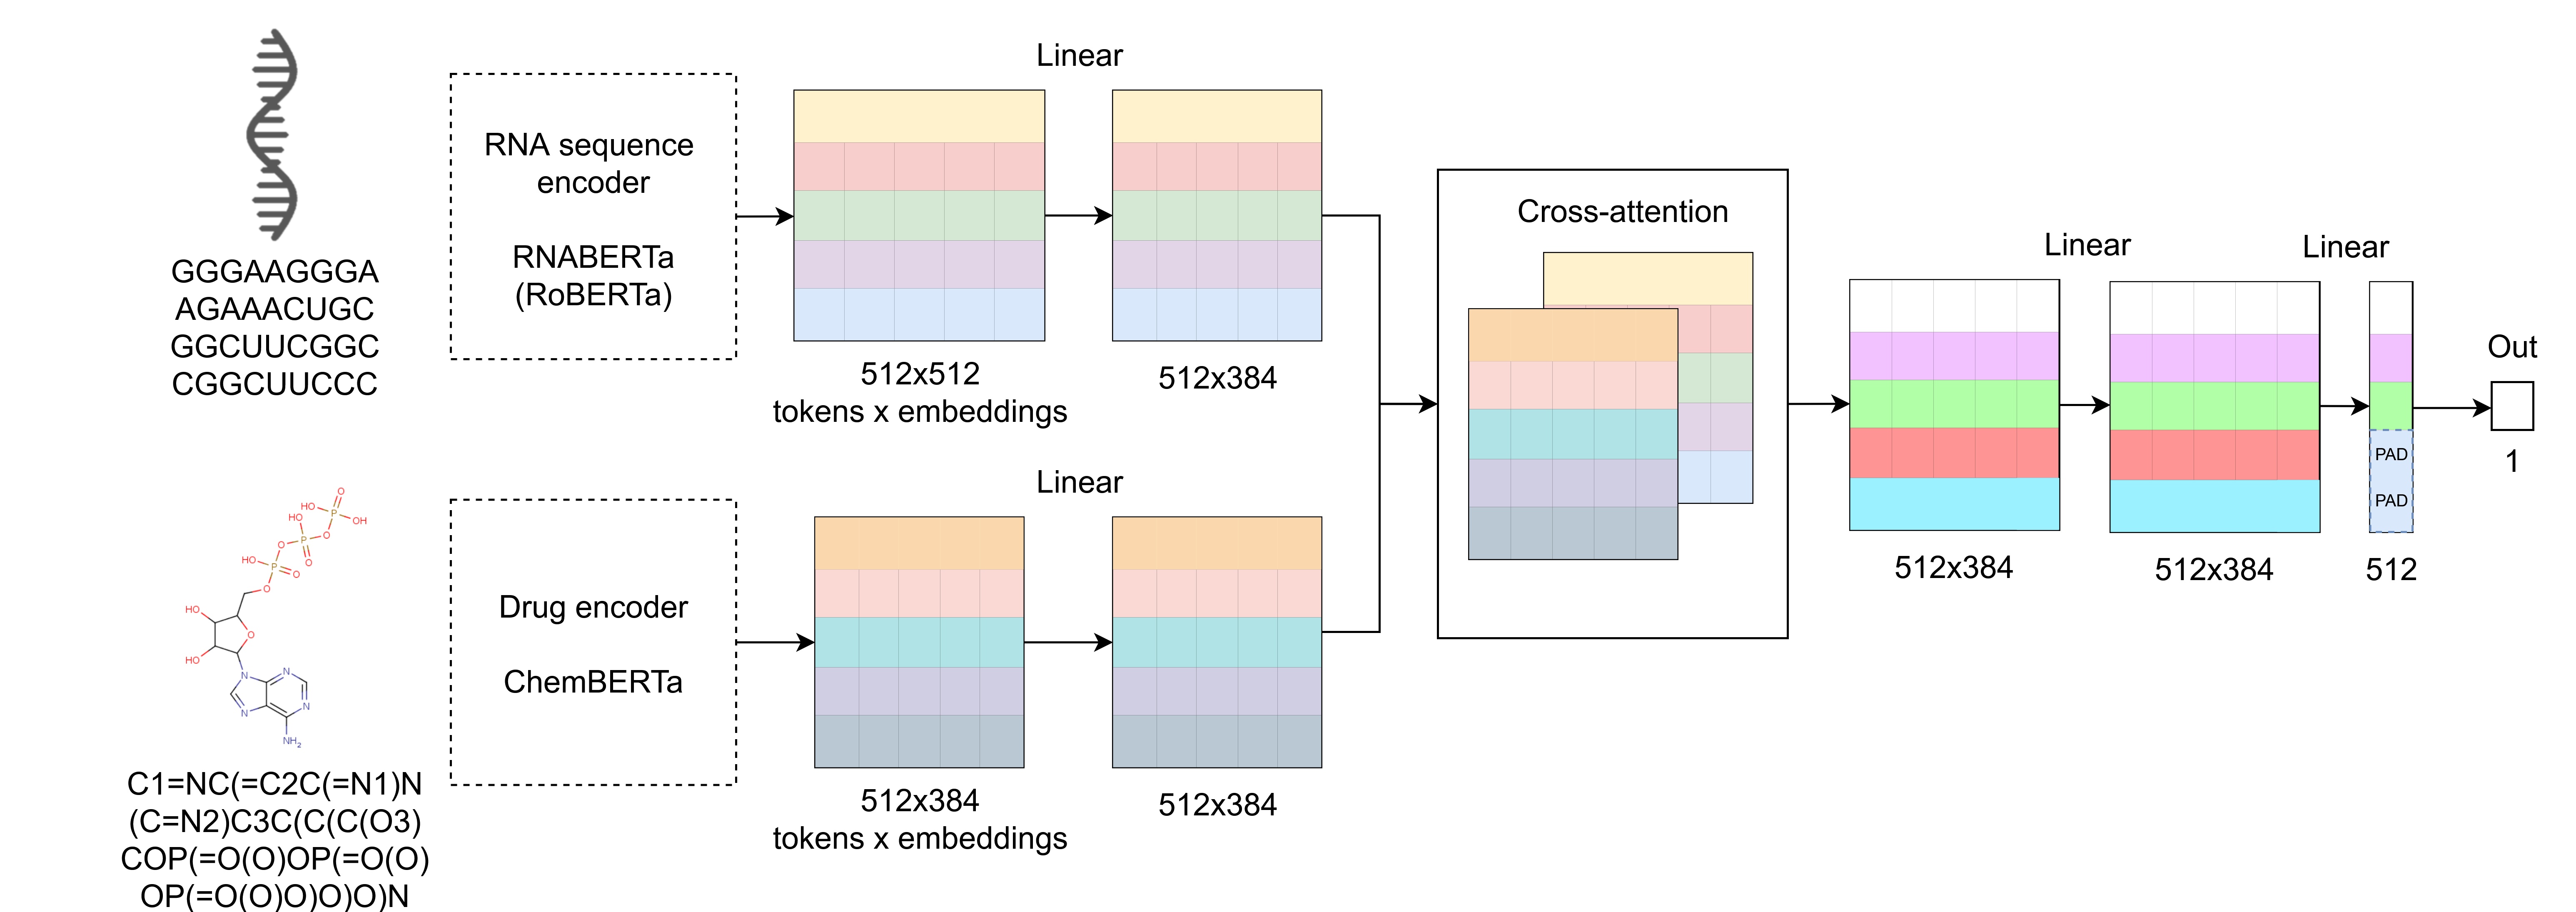 GGGAAGGGA
AGAAACUGC
GGCUUCGGC
CGGCUUCCC
RNA sequence
encoder
RNABERTa
(RoBERTa)
Linear
512x512
tokens x embeddings
512x384
HO
O
P
OH
HO
O
P
O
O
HO
P
O
O
HO
O
HO
N
N
N
N
NH2
C1=NC(=C2C(=N1)N
(C=N2)C3C(C(C(O3)
COP(=O(O)OP(=O(O)
OP(=O(O)O)O)O)N
Drug encoder
ChemBERTa
Linear
512x384
tokens x embeddings
512x384
Cross-attention
512x384
Linear
512x384
Linear
PAD
PAD
512
Out
1